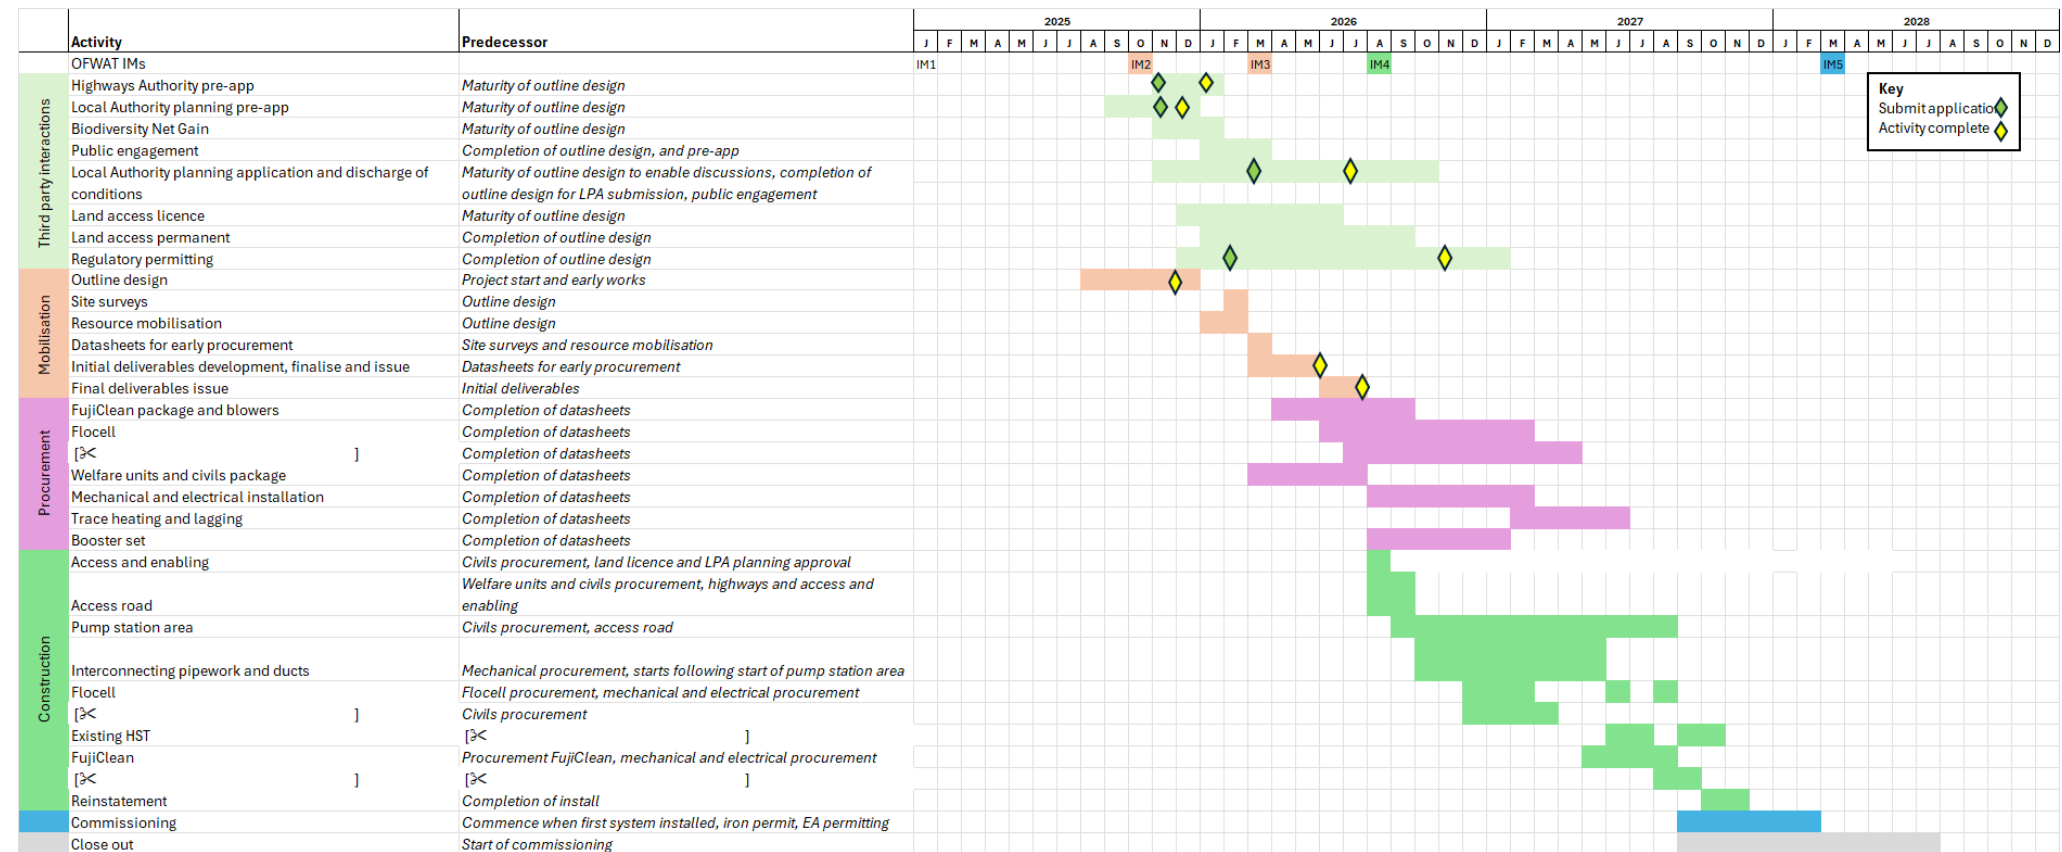 2025 2026 2027 2028
Activity Predecessor J F M A M J J A S O N D J F M A M J J A S O N D J F M A M J J A S O N D J F M A M J J A S O N D
OFWAT IMs IM1 IM2 IM3 IM4 IM5
Third party interactions
Highways Authority pre-app Maturity of outline design
Local Authority planning pre-app Maturity of outline design
Biodiversity Net Gain Maturity of outline design
Public engagement Completion of outline design, and pre-app
Local Authority planning application and discharge of Maturity of outline design to enable discussions, completion of
conditions outline design for LPA submission, public engagement
Land access licence Maturity of outline design
Land access permanent Completion of outline design
Regulatory permitting Completion of outline design
Key
Submit applicatio
Activity complete
Mobilisation
Outline design Project start and early works
Site surveys Outline design
Resource mobilisation Outline design
Datasheets for early procurement Site surveys and resource mobilisation
Initial deliverables development, finalise and issue Datasheets for early procurement
Final deliverables issue Initial deliverables
Procurement
FujiClean package and blowers Completion of datasheets
Flocell Completion of datasheets
[✂ ] Completion of datasheets
Welfare units and civils package Completion of datasheets
Mechanical and electrical installation Completion of datasheets
Trace heating and lagging Completion of datasheets
Booster set Completion of datasheets
Construction
Access and enabling Civils procurement, land licence and LPA planning approval
Welfare units and civils procurement, highways and access and
Access road enabling
Pump station area Civils procurement, access road
Interconnecting pipework and ducts Mechanical procurement, starts following start of pump station area
Flocell Flocell procurement, mechanical and electrical procurement
[✂ ] Civils procurement
Existing HST [✂ ]
FujiClean Procurement FujiClean, mechanical and electrical procurement
[✂ ] [✂ ]
Reinstatement Completion of install
Commissioning Commence when first system installed, iron permit, EA permitting
Close out Start of commissioning